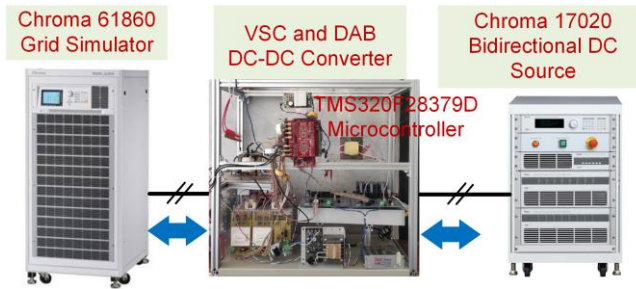 Chroma 61860
Grid Simulator
VSC and DAB
DC-DC Converter
Chroma 17020
Bidirectional DC
Source
TMS320F28379D
Microcontroller